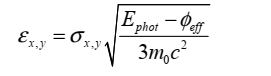 ε_{x,y} = σ_{x,y} √((E_{phot} − ϕ_{eff}) / (3m_0c^2))